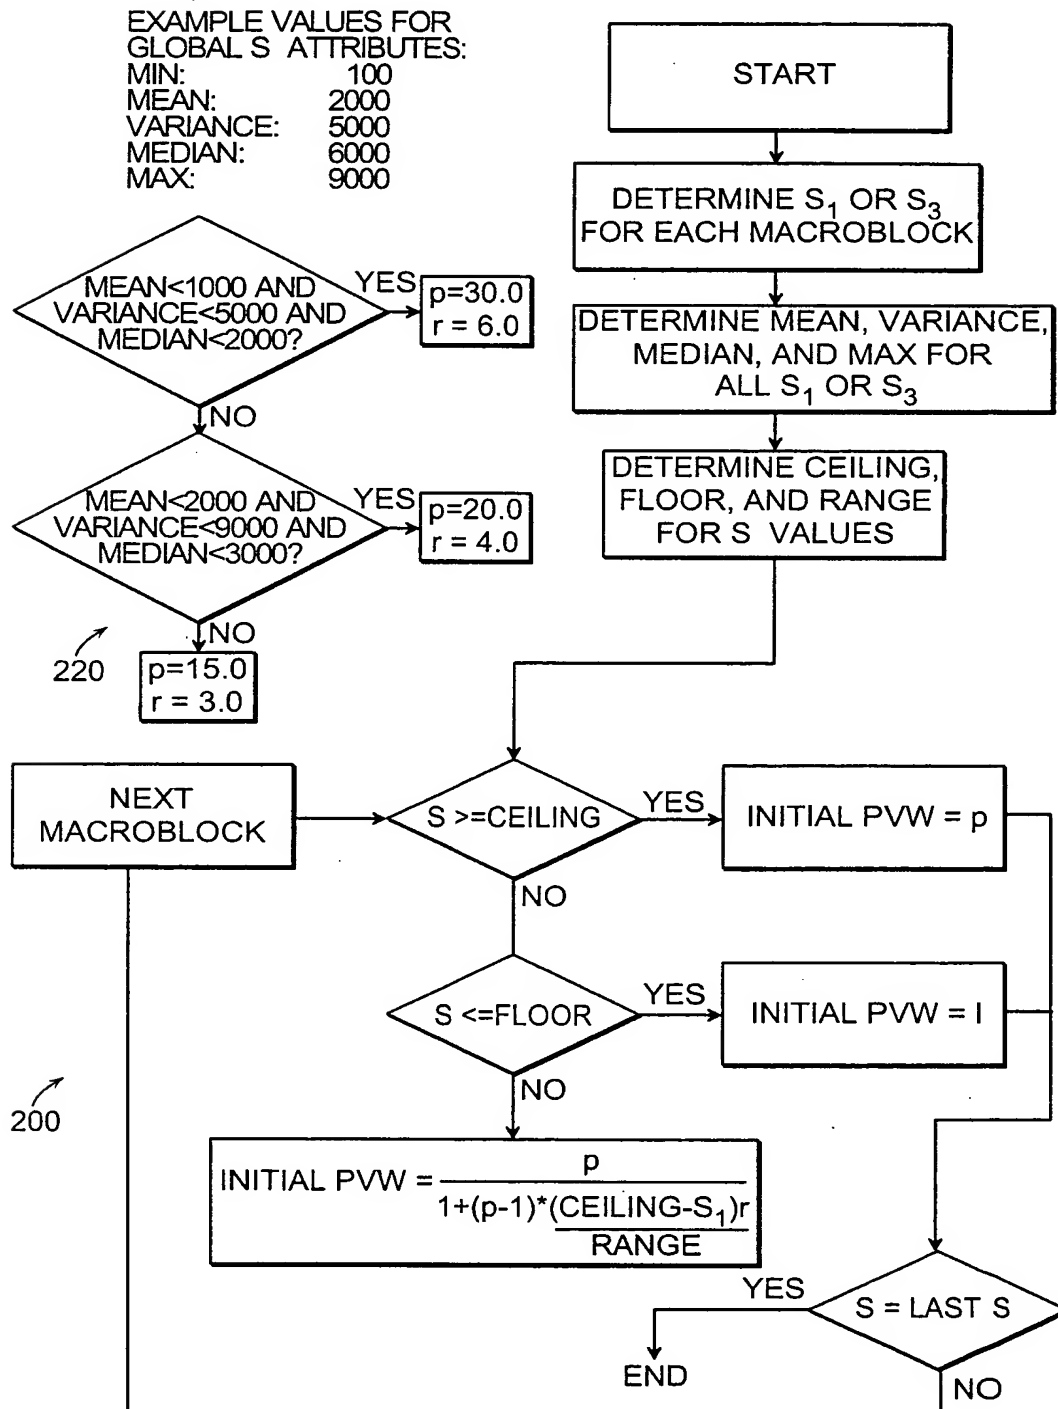 EXAMPLE VALUES FOR
GLOBAL S ATTRIBUTES:
MIN: 100
MEAN: 2000
VARIANCE: 5000
MEDIAN: 6000
MAX: 9000
START
DETERMINE S1 OR S3
FOR EACH MACROBLOCK
DETERMINE MEAN, VARIANCE,
MEDIAN, AND MAX FOR
ALL S1 OR S3
DETERMINE CEILING,
FLOOR, AND RANGE
FOR S VALUES
MEAN<1000 AND
VARIANCE<5000 AND
MEDIAN<2000?
YES
p=30.0
r = 6.0
NO
MEAN<2000 AND
VARIANCE<9000 AND
MEDIAN<3000?
YES
p=20.0
r = 4.0
NO
220
p=15.0
r = 3.0
NEXT
MACROBLOCK
S >=CEILING
YES
INITIAL PVW = p
NO
S <=FLOOR
YES
INITIAL PVW = I
NO
200
INITIAL PVW =
p
1+(p-1)*(CEILING-S1)r
RANGE
S = LAST S
YES
END
NO